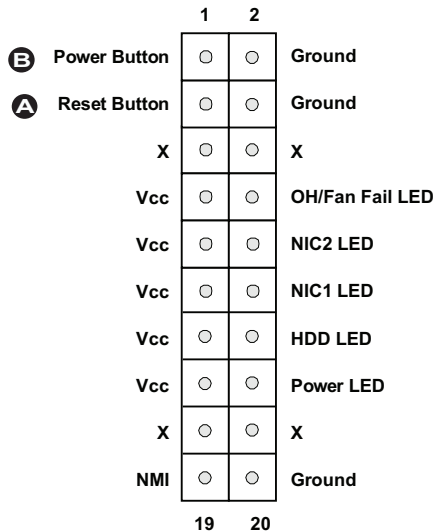 1 2
B Power Button Ground
A Reset Button Ground
X X
Vcc OH/Fan Fail LED
Vcc NIC2 LED
Vcc NIC1 LED
Vcc HDD LED
Vcc Power LED
X X
NMI Ground
19 20